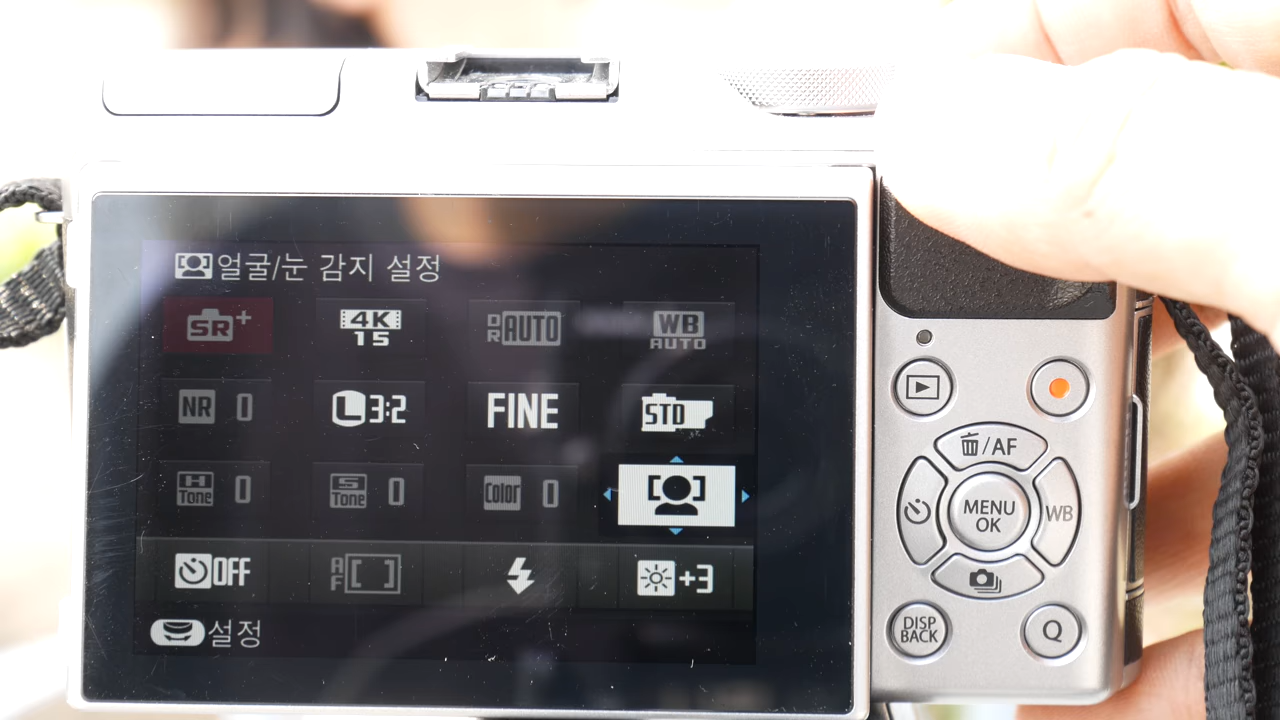 얼굴/눈 감지 설정
SR+ 4K 15 DR AUTO WB AUTO
NR 0 L 3:2 FINE STD
H Tone 0 S Tone 0 Color 0
OFF AF +3
설정
/AF
MENU OK
WB
DISP BACK
Q